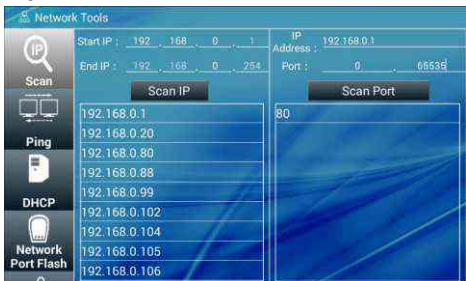 Network Tools
Scan
Ping
DHCP
Network
Port Flash
Start IP : 192 . 168 . 0 . 1
End IP : 192 . 168 . 0 . 254
Scan IP
192.168.0.1
192.168.0.20
192.168.0.80
192.168.0.88
192.168.0.99
192.168.0.102
192.168.0.104
192.168.0.105
192.168.0.106
IP
Address : 192.168.0.1
Port : 0 . 65535
Scan Port
80